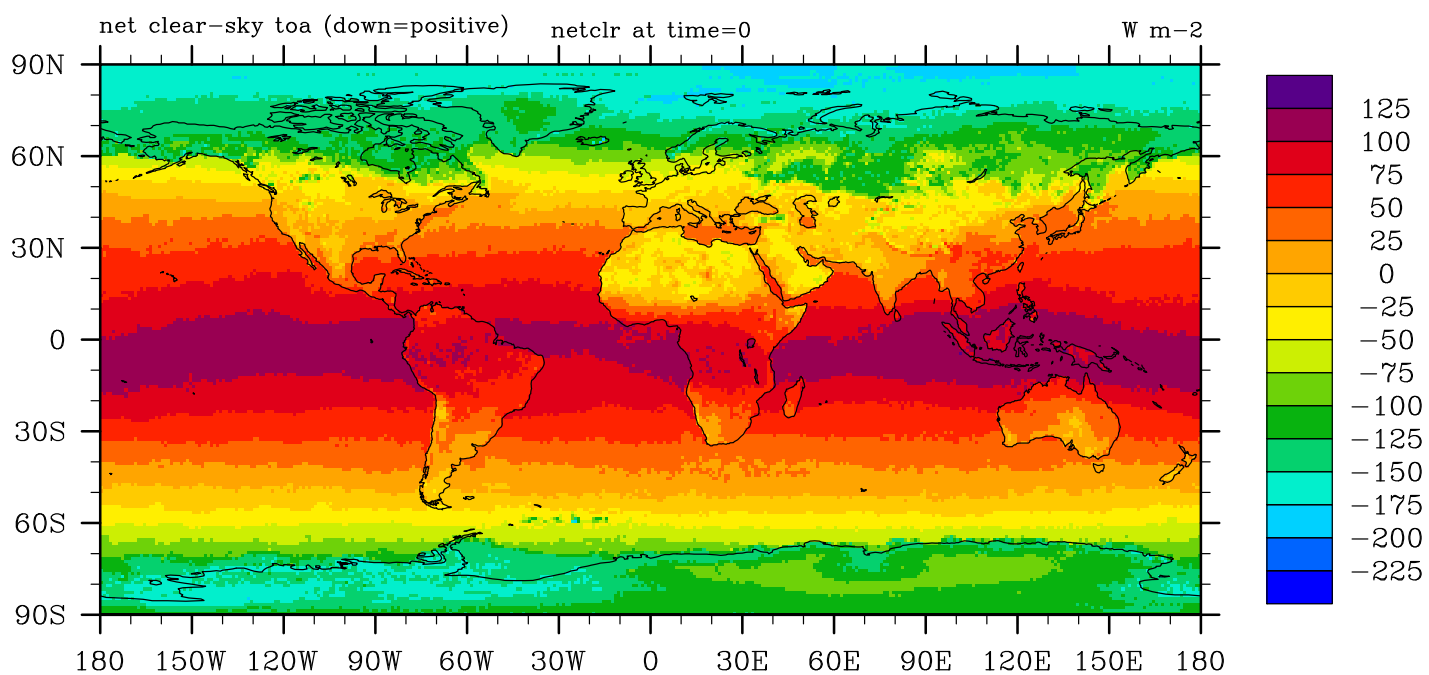 net clear−sky toa (down=positive) netclr at time=0 W m−2
90N
60N
30N
0
30S
60S
90S
180 150W 120W 90W 60W 30W 0 30E 60E 90E 120E 150E 180
125
100
75
50
25
0
−25
−50
−75
−100
−125
−150
−175
−200
−225